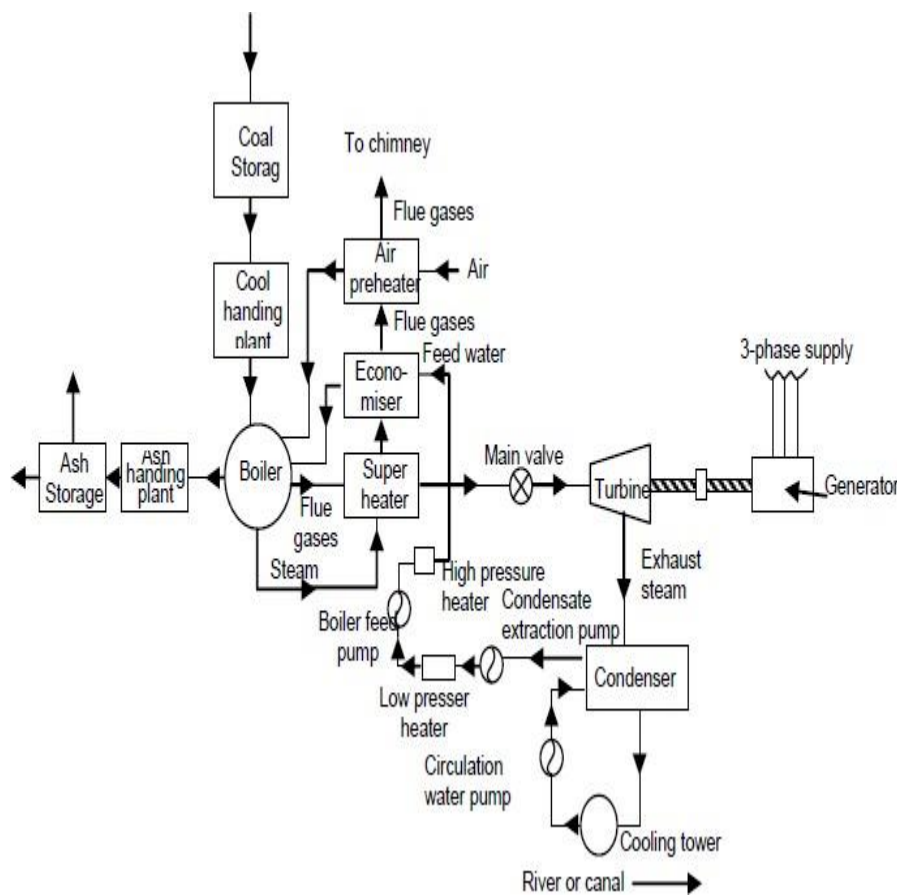 Coal
Storag
To chimney
Flue gases
Air
preheater
Air
Cool
handing
plant
Flue gases
Feed water
Econo-
miser
3-phase supply
Ash
Storage
Ash
handing
plant
Boiler
Super
heater
Main valve
Turbine
Generator
Flue
gases
Steam
High pressure
heater
Exhaust
steam
Boiler feed
pump
Condensate
extraction pump
Low presser
heater
Condenser
Circulation
water pump
Cooling tower
River or canal